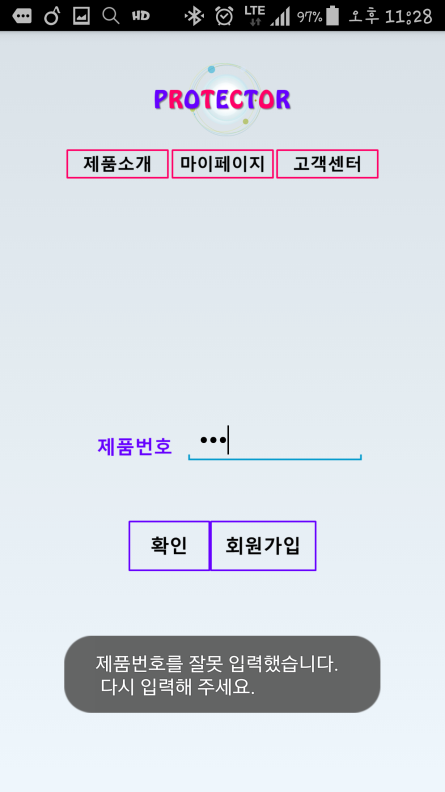 HD LTE 97% 오후 11:28
PROTECTOR
제품소개 마이페이지 고객센터
제품번호 •••
확인 회원가입
제품번호를 잘못 입력했습니다.
다시 입력해 주세요.